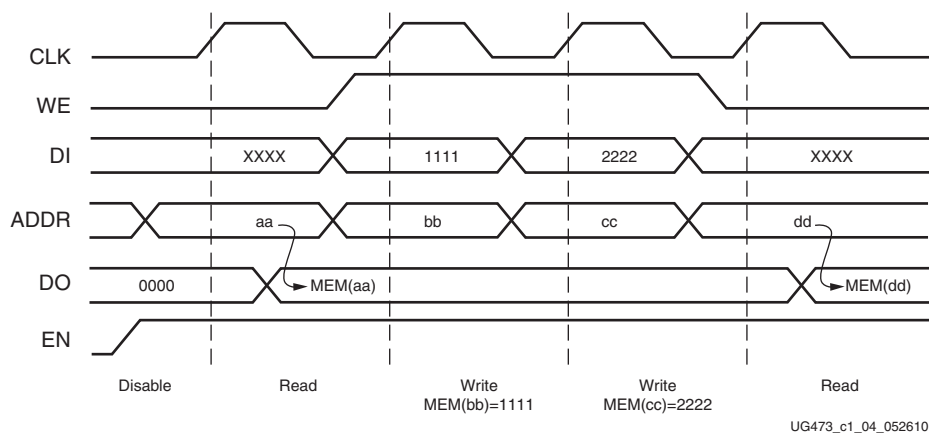 CLK
WE
DI XXXX 1111 2222 XXXX
ADDR aa bb cc dd
DO 0000 MEM(aa) MEM(dd)
EN
Disable Read Write Write Read
MEM(bb)=1111 MEM(cc)=2222
UG473_c1_04_052610